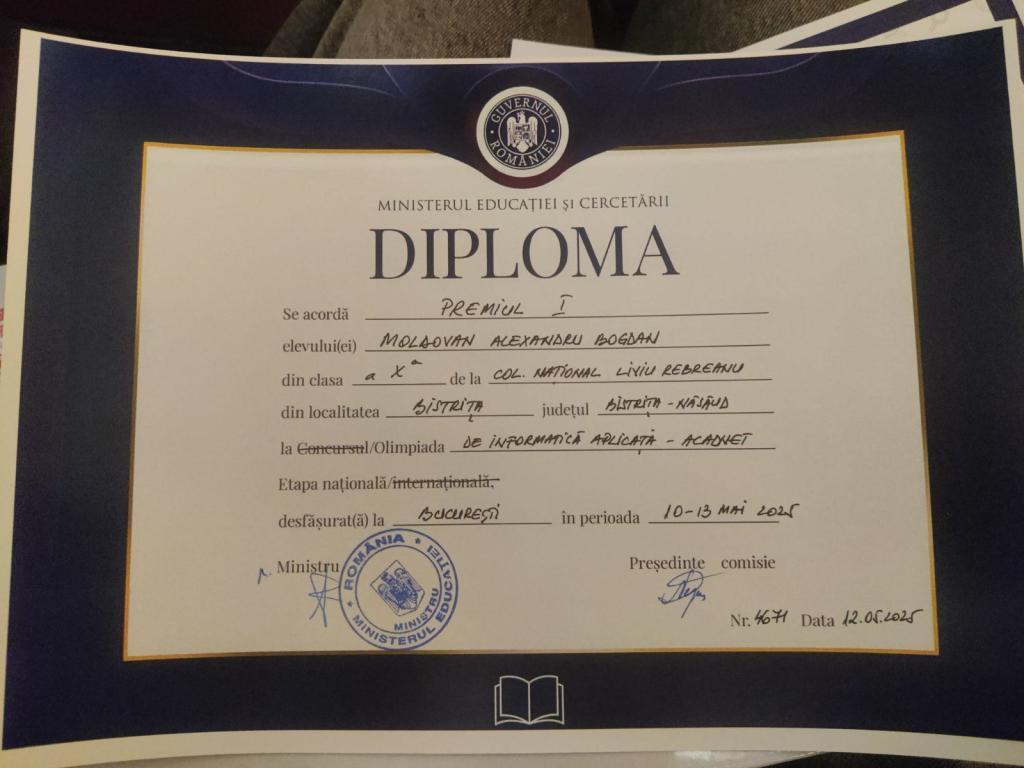 GUVERNUL ROMÂNIEI
MINISTERUL EDUCAȚIEI ȘI CERCETĂRII
DIPLOMA
Se acordă PREMIUL I
elevului(ei) MOLDOVAN ALEXANDRU BOGDAN
din clasa a Xª de la COL. NAȚIONAL LIVIU REBREANU
din localitatea BISTRIȚA județul BISTRIȚA-NĂSĂUD
la Concursul/Olimpiada DE INFORMATICĂ APLICATĂ - ACADNET
Etapa națională/internațională,
desfășurat(ă) la BUCUREȘTI în perioada 10-13 MAI 2025
Ministru Președinte comisie
ROMÂNIA
MINISTERUL EDUCAȚIEI
MINISTRU
Nr. 4671 Data 12.05.2025